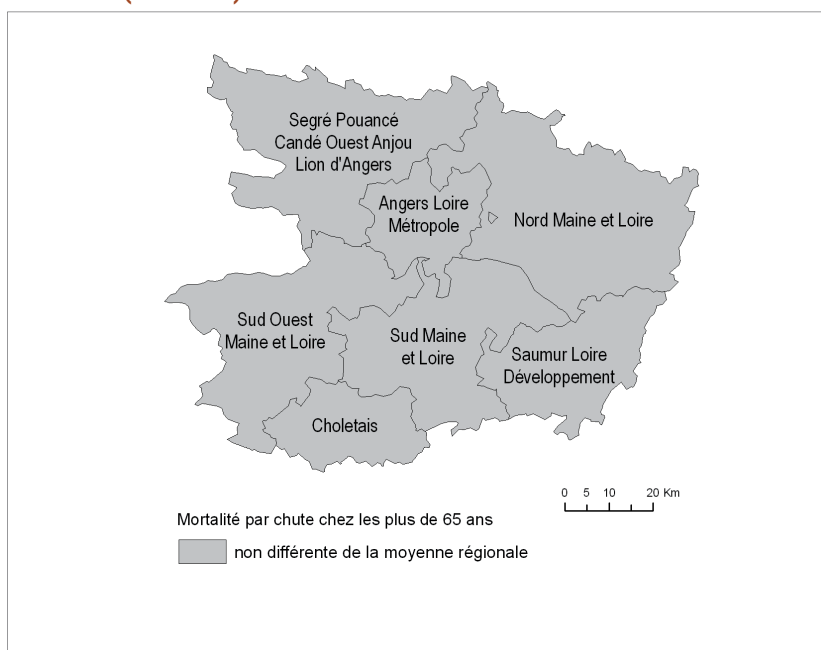 Segré Pouancé
Candé Ouest Anjou
Lion d'Angers
Angers Loire
Métropole
Nord Maine et Loire
Sud Ouest
Maine et Loire
Sud Maine
et Loire
Saumur Loire
Développement
Choletais
0 5 10 20 Km
Mortalité par chute chez les plus de 65 ans
non différente de la moyenne régionale